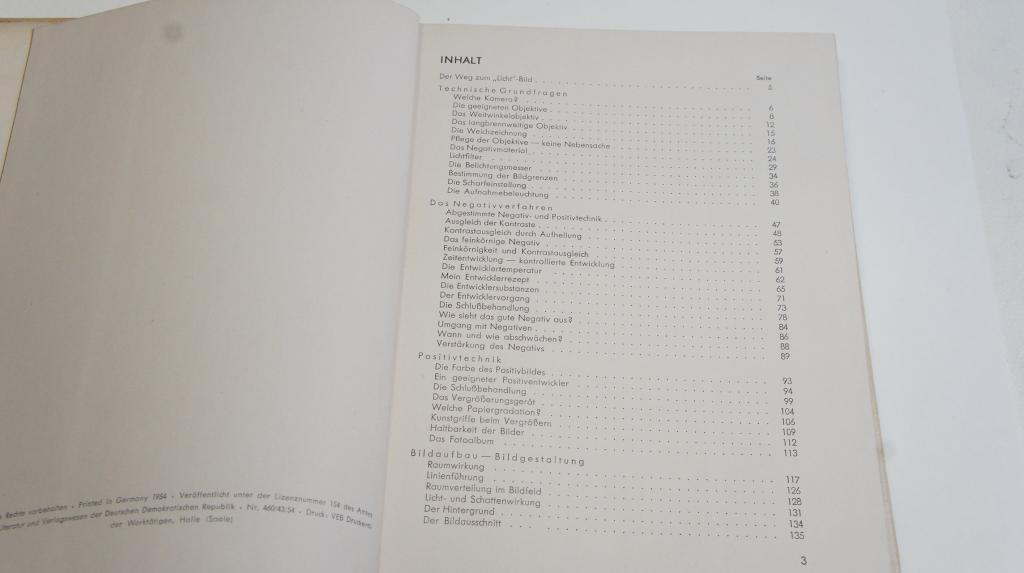 Rechte vorbehalten • Printed in Germany 1954 • Veröffentlicht unter der Lizenznummer 154 des Amtes
Literatur und Verlagswesen der Deutschen Demokratischen Republik • Nr. 460/43/54 • Druck: VEB Druckerei
der Werktätigen, Halle (Saale)
INHALT
Seite
Der Weg zum „Licht"-Bild . . . . . 5
Technische Grundfragen
Welche Kamera? . . . . . 6
Die geeigneten Objektive . . . . . 8
Das Weitwinkelobjektiv . . . . . 12
Das langbrennweitige Objektiv . . . . . 15
Die Weichzeichnung . . . . . 16
Pflege der Objektive — keine Nebensache . . . . . 23
Das Negativmaterial . . . . . 24
Lichtfilter . . . . . 29
Die Belichtungsmesser . . . . . 34
Bestimmung der Bildgrenzen . . . . . 36
Die Scharfeinstellung . . . . . 38
Die Aufnahmebeleuchtung . . . . . 40
Das Negativverfahren
Abgestimmte Negativ- und Positivtechnik . . . . . 47
Ausgleich der Kontraste . . . . . 48
Kontrastausgleich durch Aufhellung . . . . . 53
Das feinkörnige Negativ . . . . . 57
Feinkörnigkeit und Kontrastausgleich . . . . . 59
Zeitentwicklung — kontrollierte Entwicklung . . . . . 61
Die Entwicklertemperatur . . . . . 62
Mein Entwicklerrezept . . . . . 65
Die Entwicklersubstanzen . . . . . 71
Der Entwicklervorgang . . . . . 73
Die Schlußbehandlung . . . . . 78
Wie sieht das gute Negativ aus? . . . . . 84
Umgang mit Negativen . . . . . 86
Wann und wie abschwächen? . . . . . 88
Verstärkung des Negativs . . . . . 89
Positivtechnik
Die Farbe des Positivbildes . . . . . 93
Ein geeigneter Positiventwickler . . . . . 94
Die Schlußbehandlung . . . . . 99
Das Vergrößerungsgerät . . . . . 104
Welche Papiergradation? . . . . . 106
Kunstgriffe beim Vergrößern . . . . . 109
Haltbarkeit der Bilder . . . . . 112
Das Fotoalbum . . . . . 113
Bildaufbau — Bildgestaltung
Raumwirkung . . . . . 117
Linienführung . . . . . 126
Raumverteilung im Bildfeld . . . . . 128
Licht- und Schattenwirkung . . . . . 131
Der Hintergrund . . . . . 134
Der Bildausschnitt . . . . . 135
3